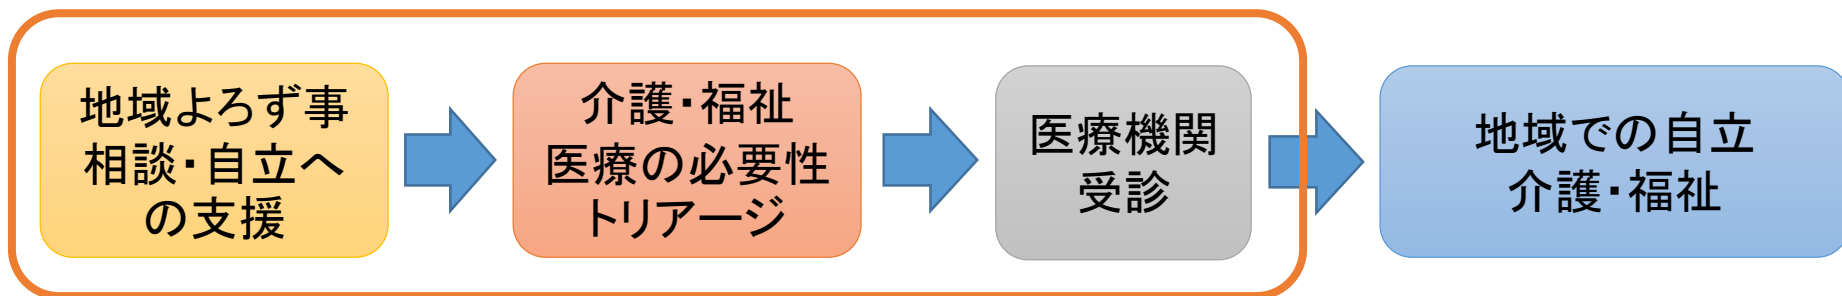 地域よろず事
相談・自立へ
の支援
介護・福祉
医療の必要性
トリアージ
医療機関
受診
地域での自立
介護・福祉